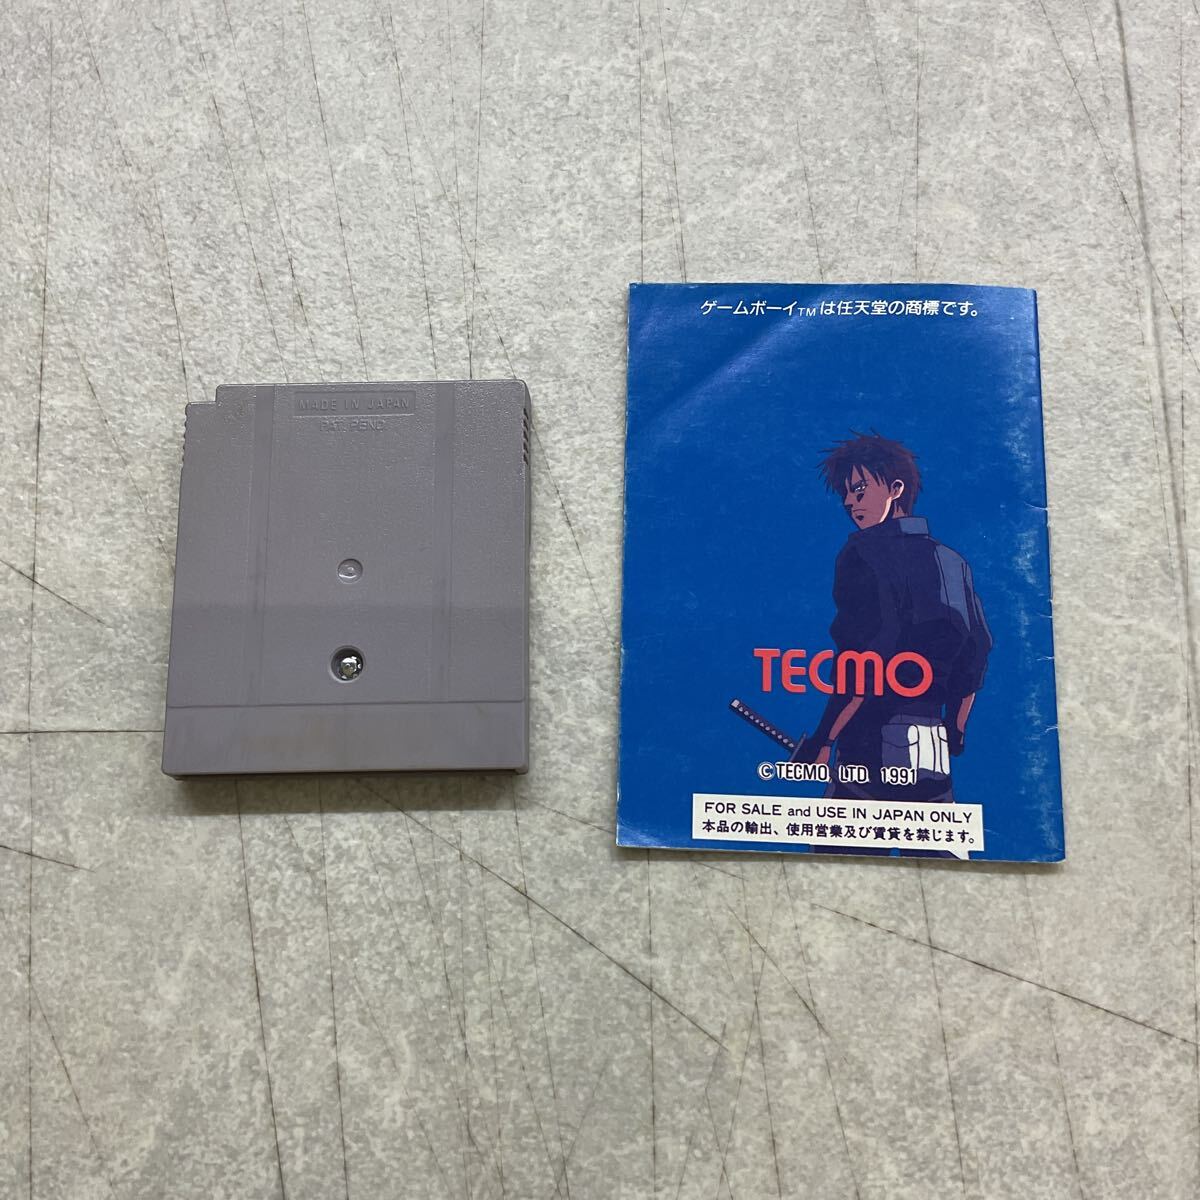 MADE IN JAPAN
PAT. PEND.
ゲームボーイTMは任天堂の商標です。
TECMO
©TECMO, LTD. 1991
FOR SALE and USE IN JAPAN ONLY
本品の輸出、使用営業及び賃貸を禁じます。